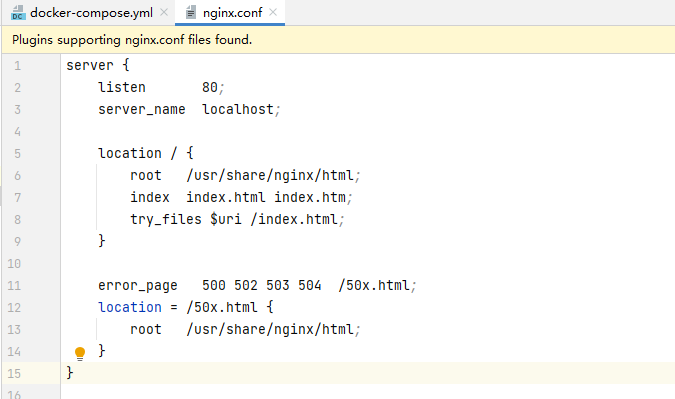 docker-compose.yml nginx.conf
Plugins supporting nginx.conf files found.
1 server {
2 listen 80;
3 server_name localhost;
4
5 location / {
6 root /usr/share/nginx/html;
7 index index.html index.htm;
8 try_files $uri /index.html;
9 }
10
11 error_page 500 502 503 504 /50x.html;
12 location = /50x.html {
13 root /usr/share/nginx/html;
14 }
15 }
16